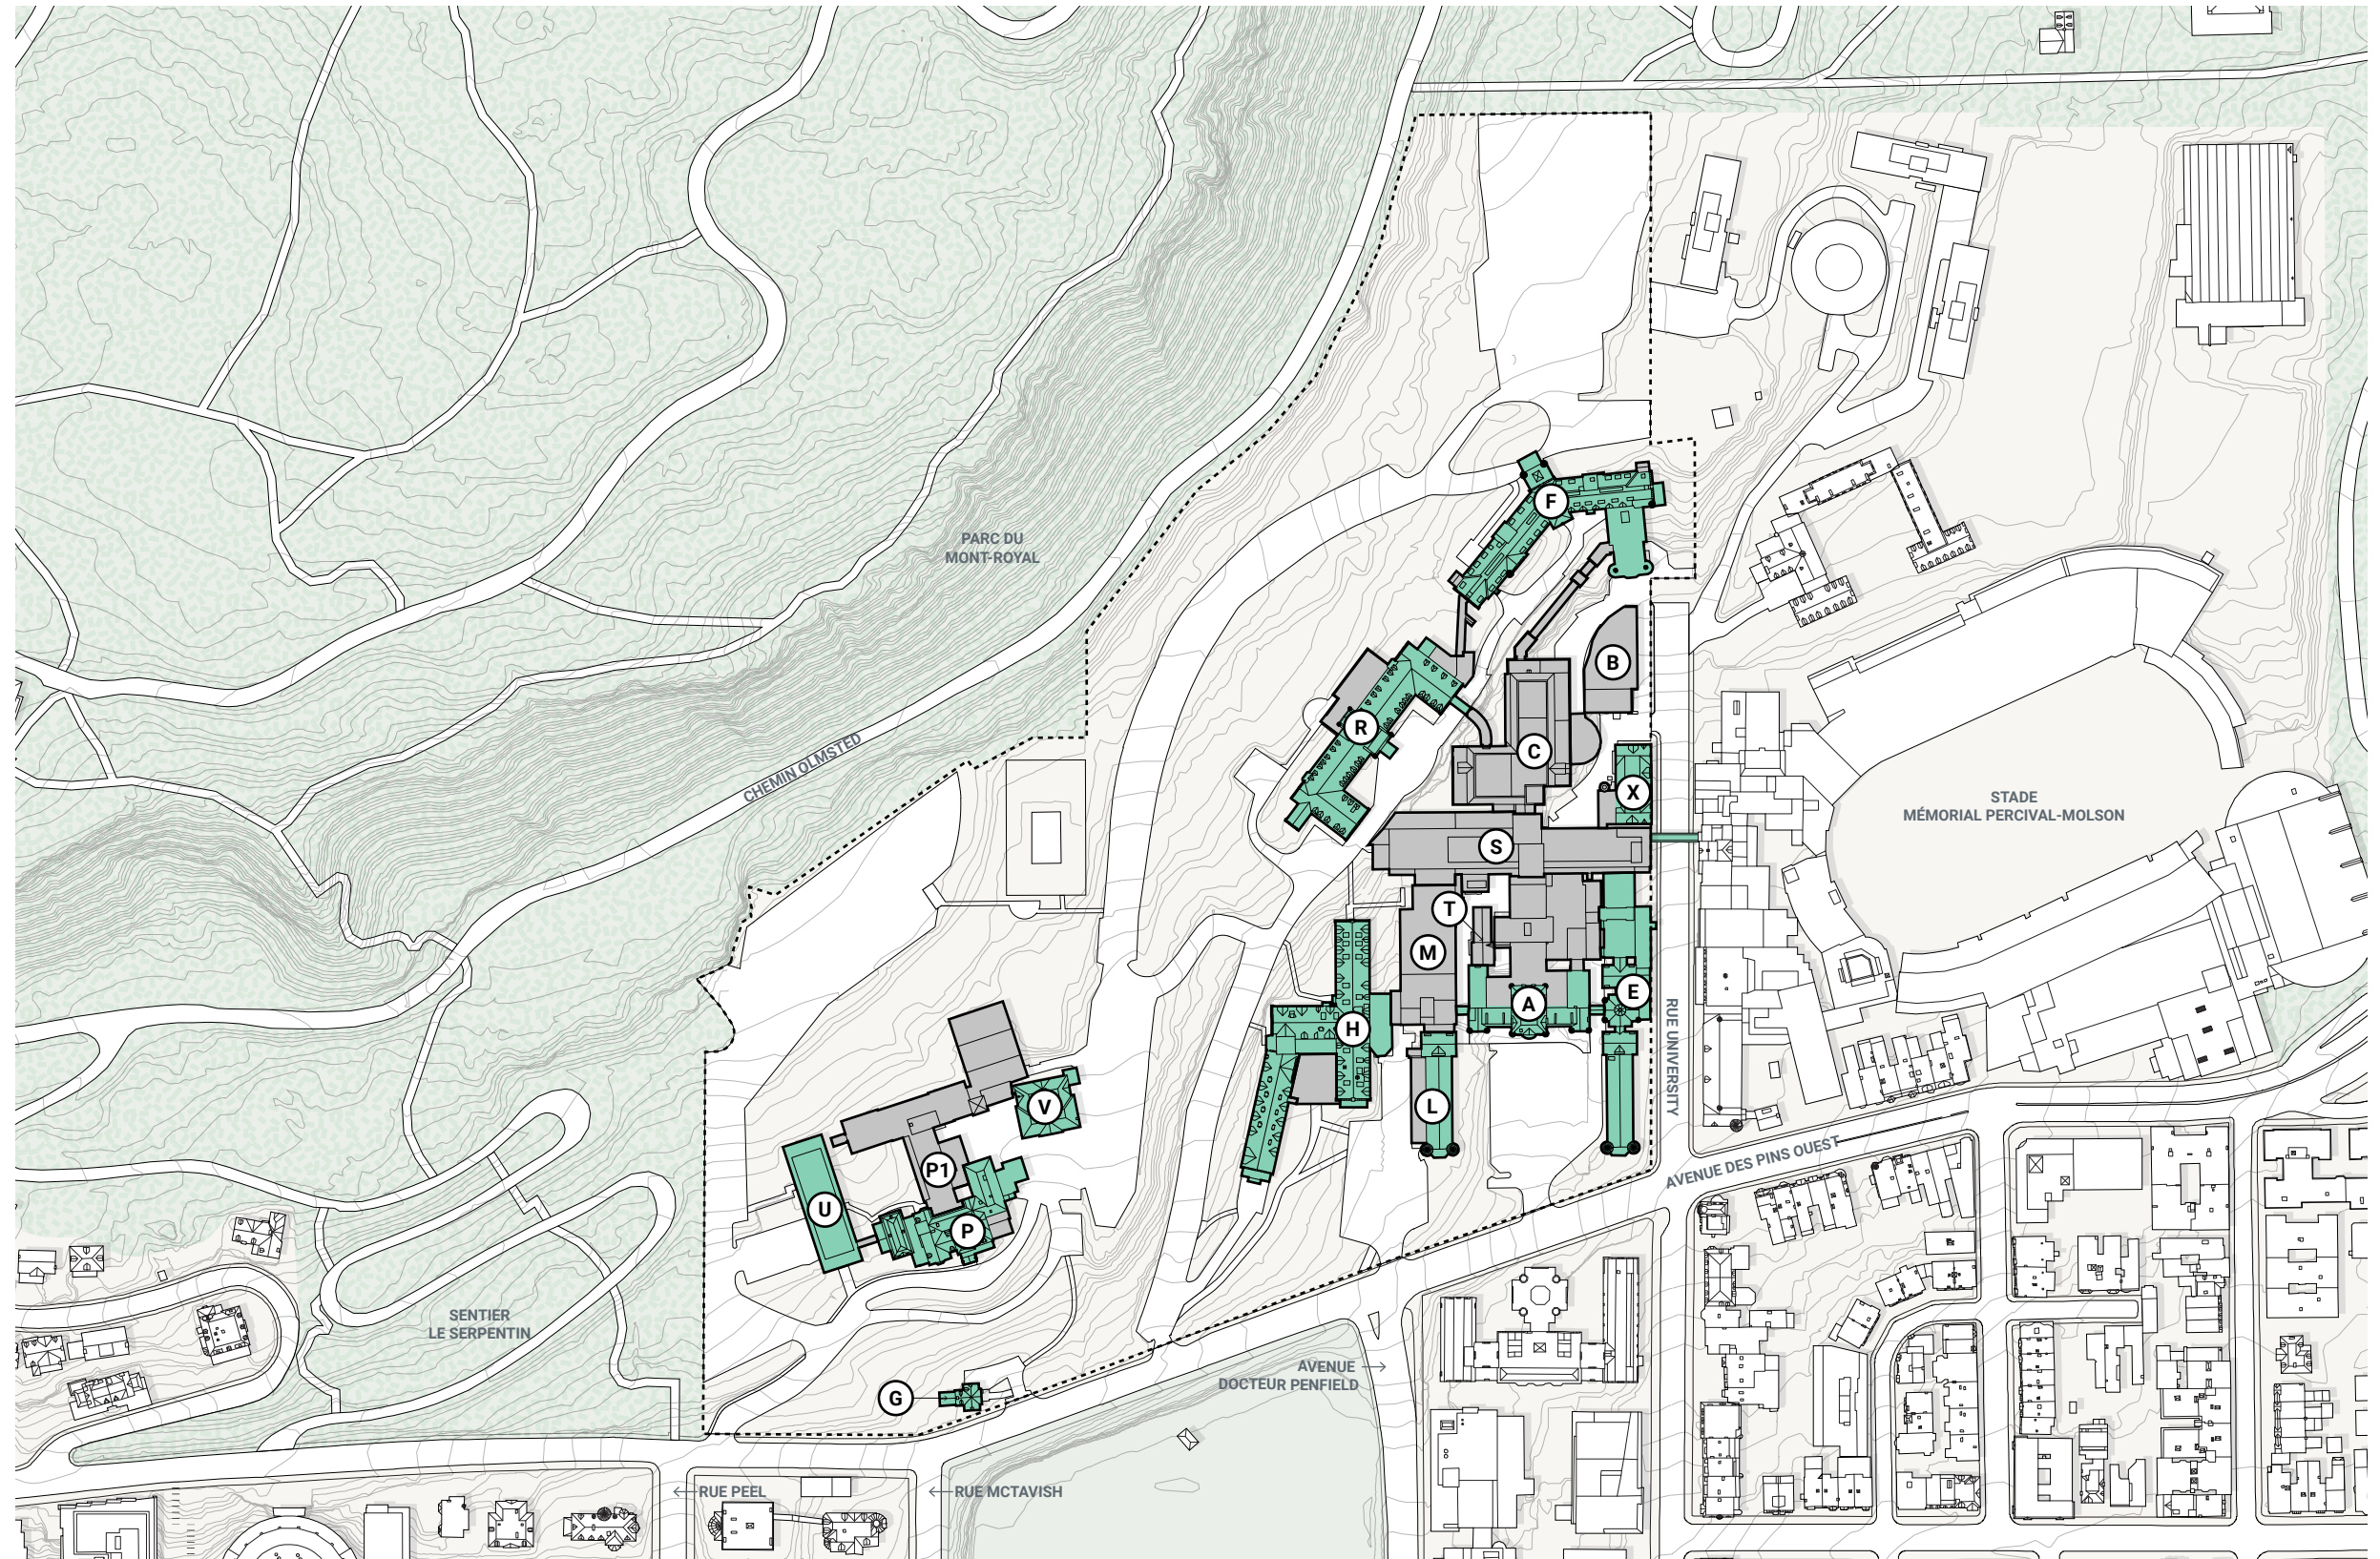 F
PARC DU
MONT-ROYAL
B
R
C
CHEMIN OLMSTED
X
STADE
MÉMORIAL PERCIVAL-MOLSON
S
T
M
E
A
H
RUE UNIVERSITY
V
L
AVENUE DES PINS OUEST
P1
U
P
SENTIER
LE SERPENTIN
AVENUE →
DOCTEUR PENFIELD
G
← RUE PEEL
← RUE MCTAVISH